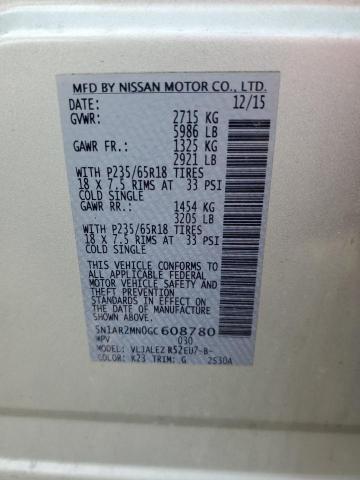 MFD BY NISSAN MOTOR CO., LTD.
DATE: 12/15
GVWR: 2715 KG
5986 LB
GAWR FR.: 1325 KG
2921 LB
WITH P235/65R18 TIRES
18 X 7.5 RIMS AT 33 PSI
COLD SINGLE
GAWR RR.: 1454 KG
3205 LB
WITH P235/65R18 TIRES
18 X 7.5 RIMS AT 33 PSI
COLD SINGLE
THIS VEHICLE CONFORMS TO
ALL APPLICABLE FEDERAL
MOTOR VEHICLE SAFETY
STANDARDS IN EFFECT ON
THE DATE OF MANUFACTURE
SHOWN ABOVE.
5N1AR2MN0GC608780
MPV 030
MODEL: VLJALEZ R52EU7-B-
COLOR: K23 TRIM: G 2S30A